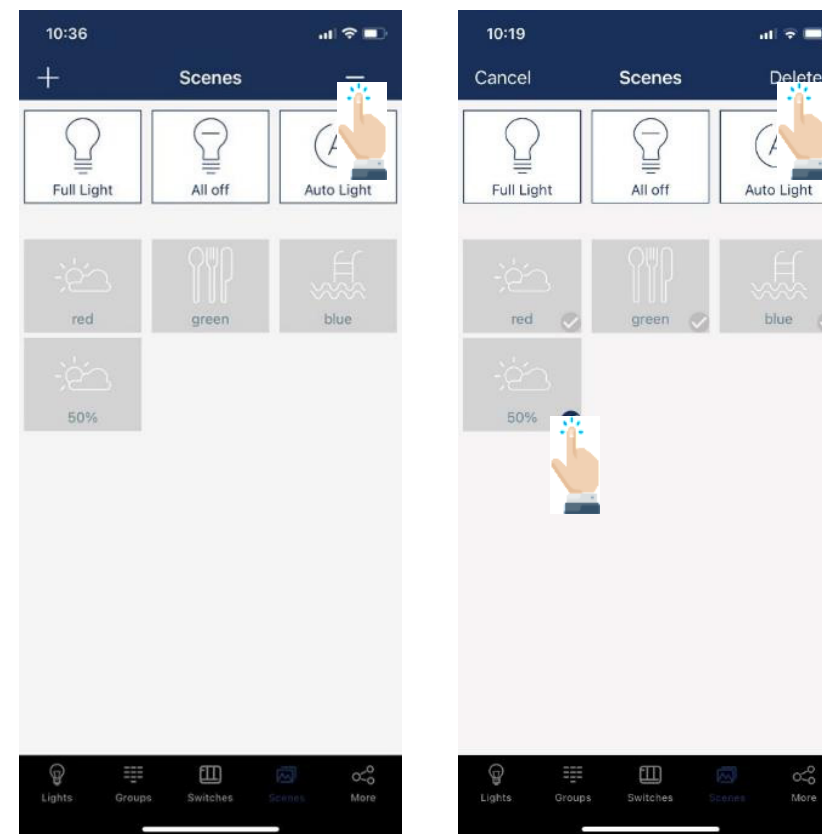 10:36
Scenes
Full Light
All off
Auto Light
red
green
blue
50%
Lights
Groups
Switches
Scenes
More
10:19
Cancel
Scenes
Delete
Full Light
All off
Auto Light
red
green
blue
50%
Lights
Groups
Switches
Scenes
More